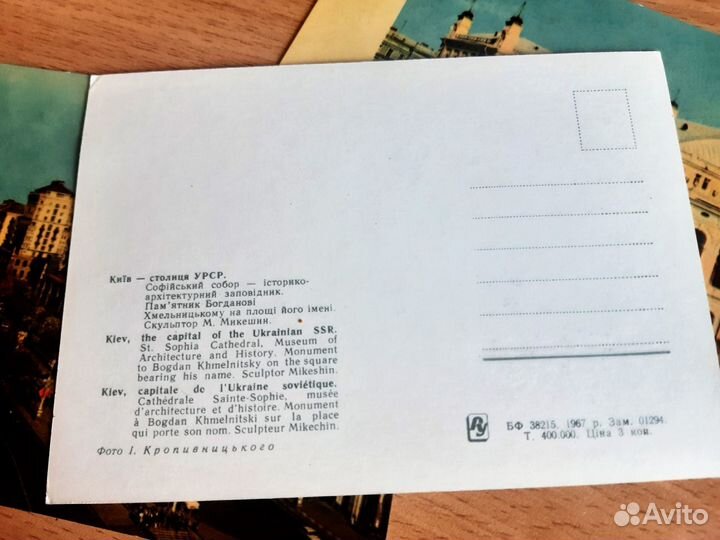 Київ — столиця УРСР.
Софійський собор — історико-
архітектурний заповідник.
Пам'ятник Богданові
Хмельницькому на площі його імені.
Скульптор М. Микешин.
Kiev, the capital of the Ukrainian SSR.
St. Sophia Cathedral, Museum of
Architecture and History. Monument
to Bogdan Khmelnitsky on the square
bearing his name. Sculptor Mikeshin.
Kiev, capitale de l'Ukraine soviétique.
Cathédrale Sainte-Sophie, musée
d'architecture et d'histoire. Monument
à Bogdan Khmelnitski sur la place
qui porte son nom. Sculpteur Mikechin.
Фото І. Кропивницького
БФ 38215. 1967 р. Зам. 01294.
Т. 400.000. Ціна 3 коп.
Avito